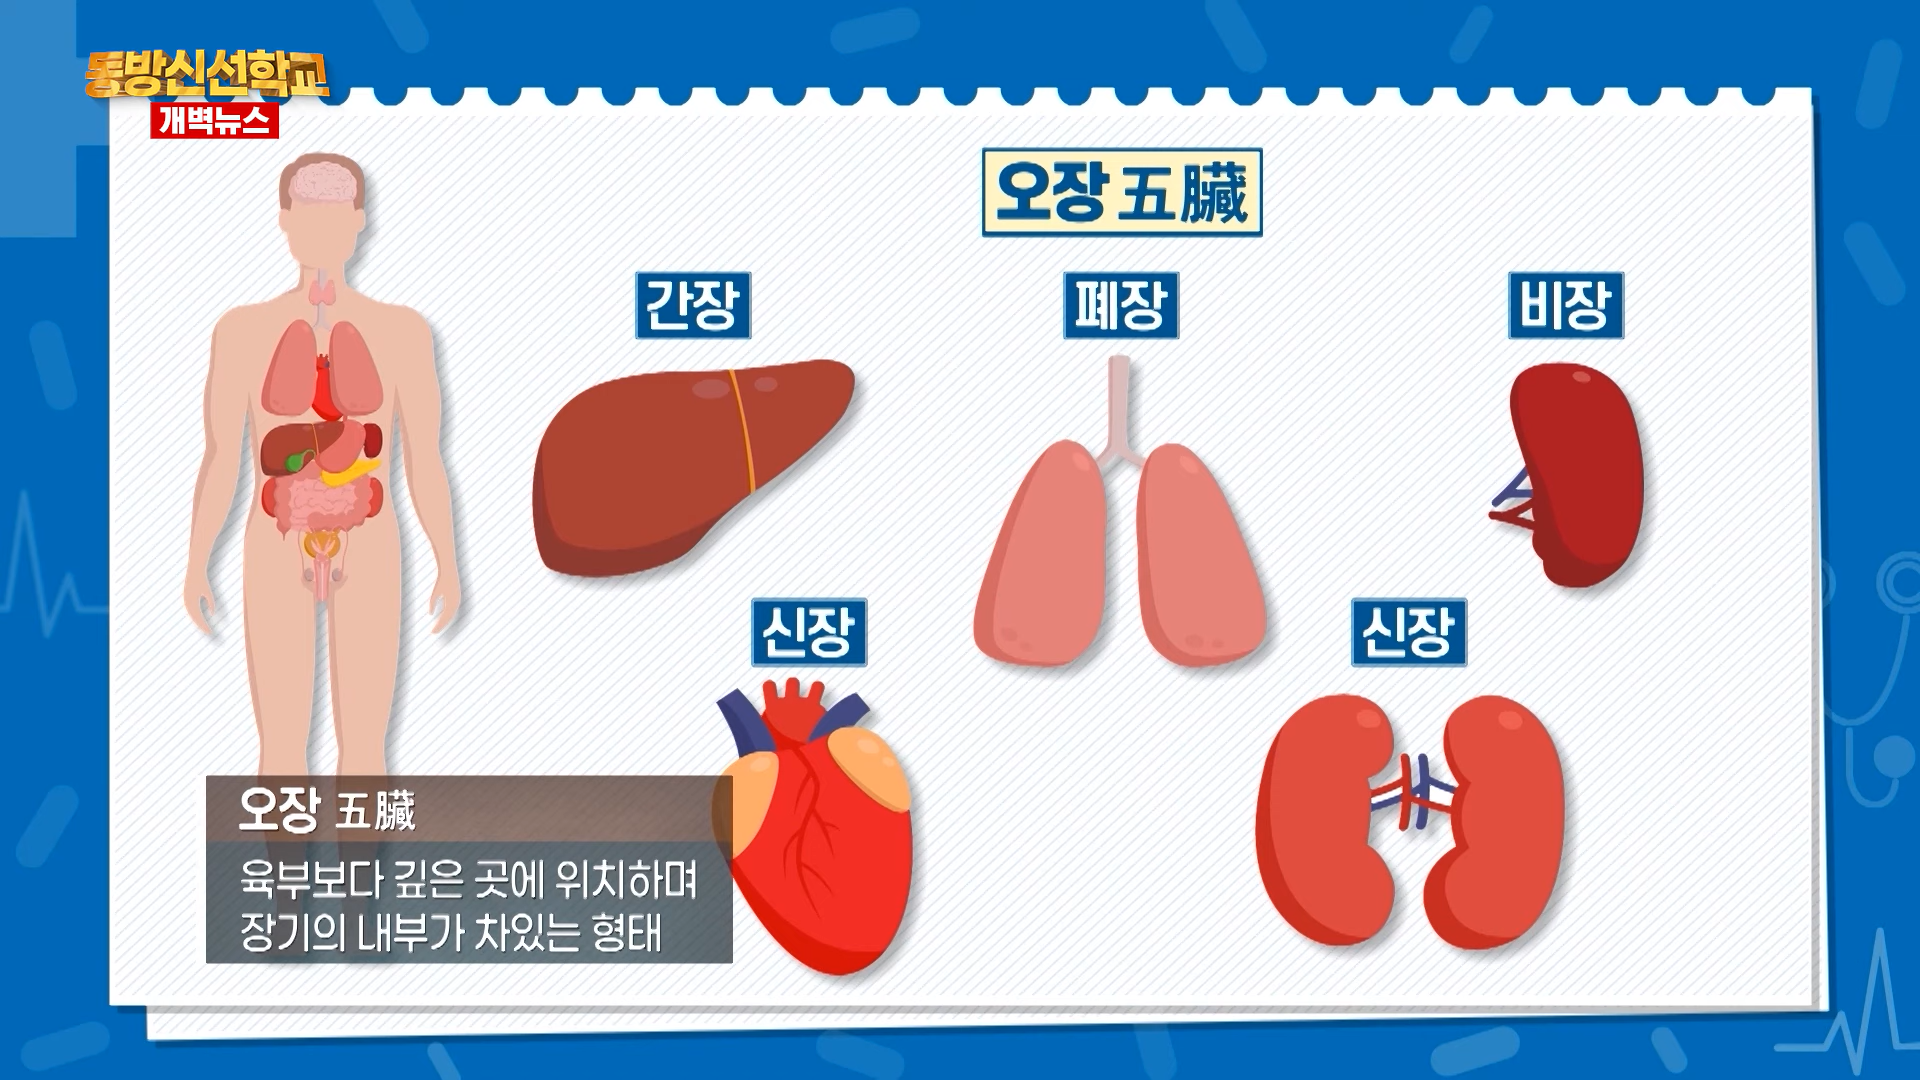 동방신선학교
개벽뉴스
오장 五臟
간장
폐장
비장
신장
신장
오장 五臟
육부보다 깊은 곳에 위치하며
장기의 내부가 차있는 형태